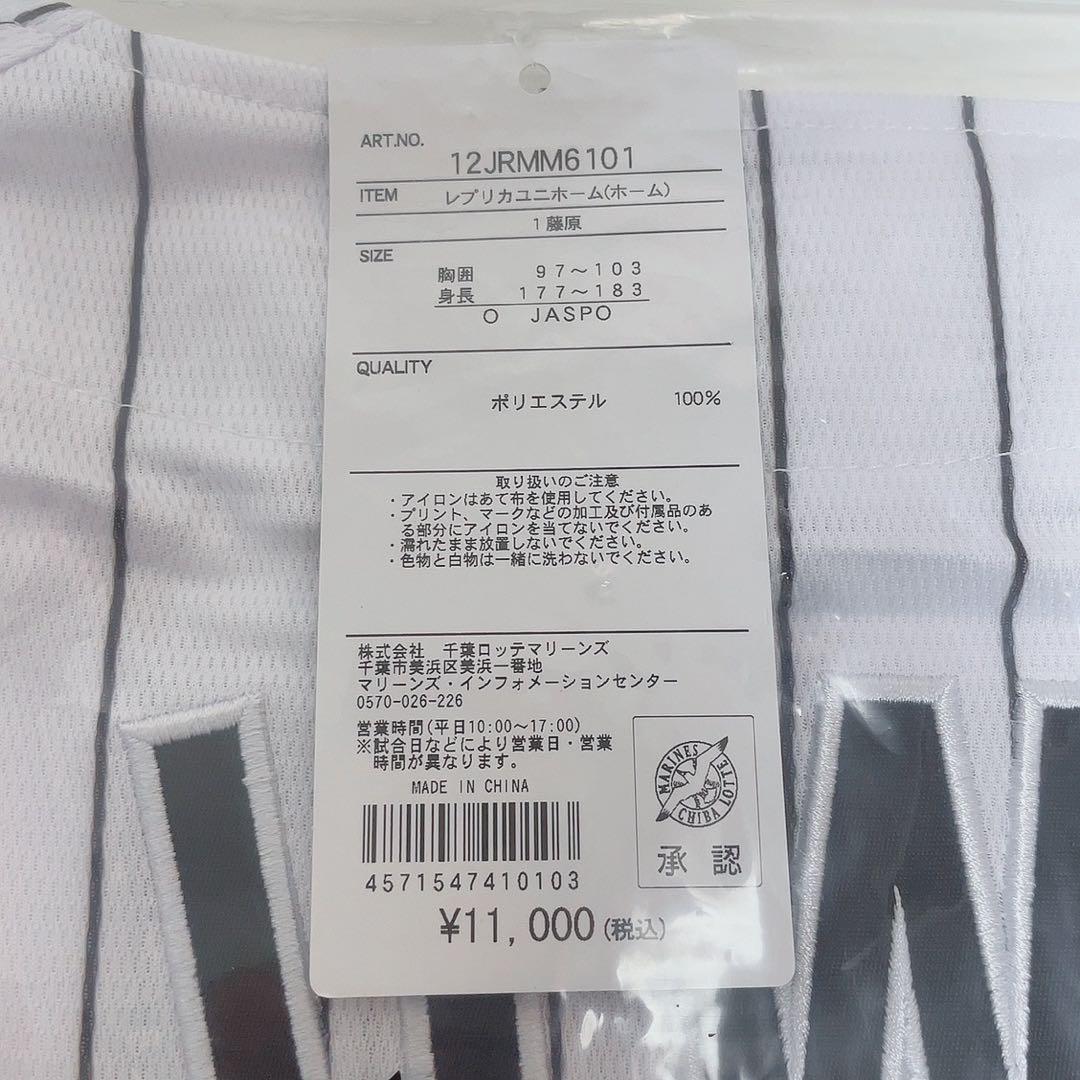 ART.NO.
12JRMM6101
ITEM レプリカユニホーム(ホーム)
1藤原
SIZE
胸囲 97～103
身長 177～183
O JASPO
QUALITY
ポリエステル 100%
取り扱いのご注意
・アイロンはあて布を使用してください。
・プリント、マークなどの加工及び付属品のあ
る部分にアイロンを当てないでください。
・濡れたまま放置しないでください。
・色物と白物は一緒に洗わないでください。
株式会社 千葉ロッテマリーンズ
千葉市美浜区美浜一番地
マリーンズ・インフォメーションセンター
0570-026-226
営業時間(平日10:00～17:00)
※試合日などにより営業日・営業
時間が異なります。
MADE IN CHINA
4571547410103
¥11,000(税込)
MARINES
CHIBA LOTTE
承認